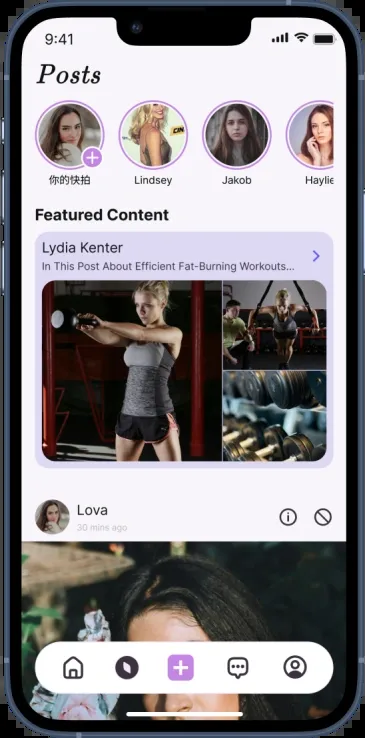 9:41
Posts
CIN
你的快拍
Lindsey
Jakob
Haylie
Featured Content
Lydia Kenter
In This Post About Efficient Fat-Burning Workouts...
Lova
30 mins ago